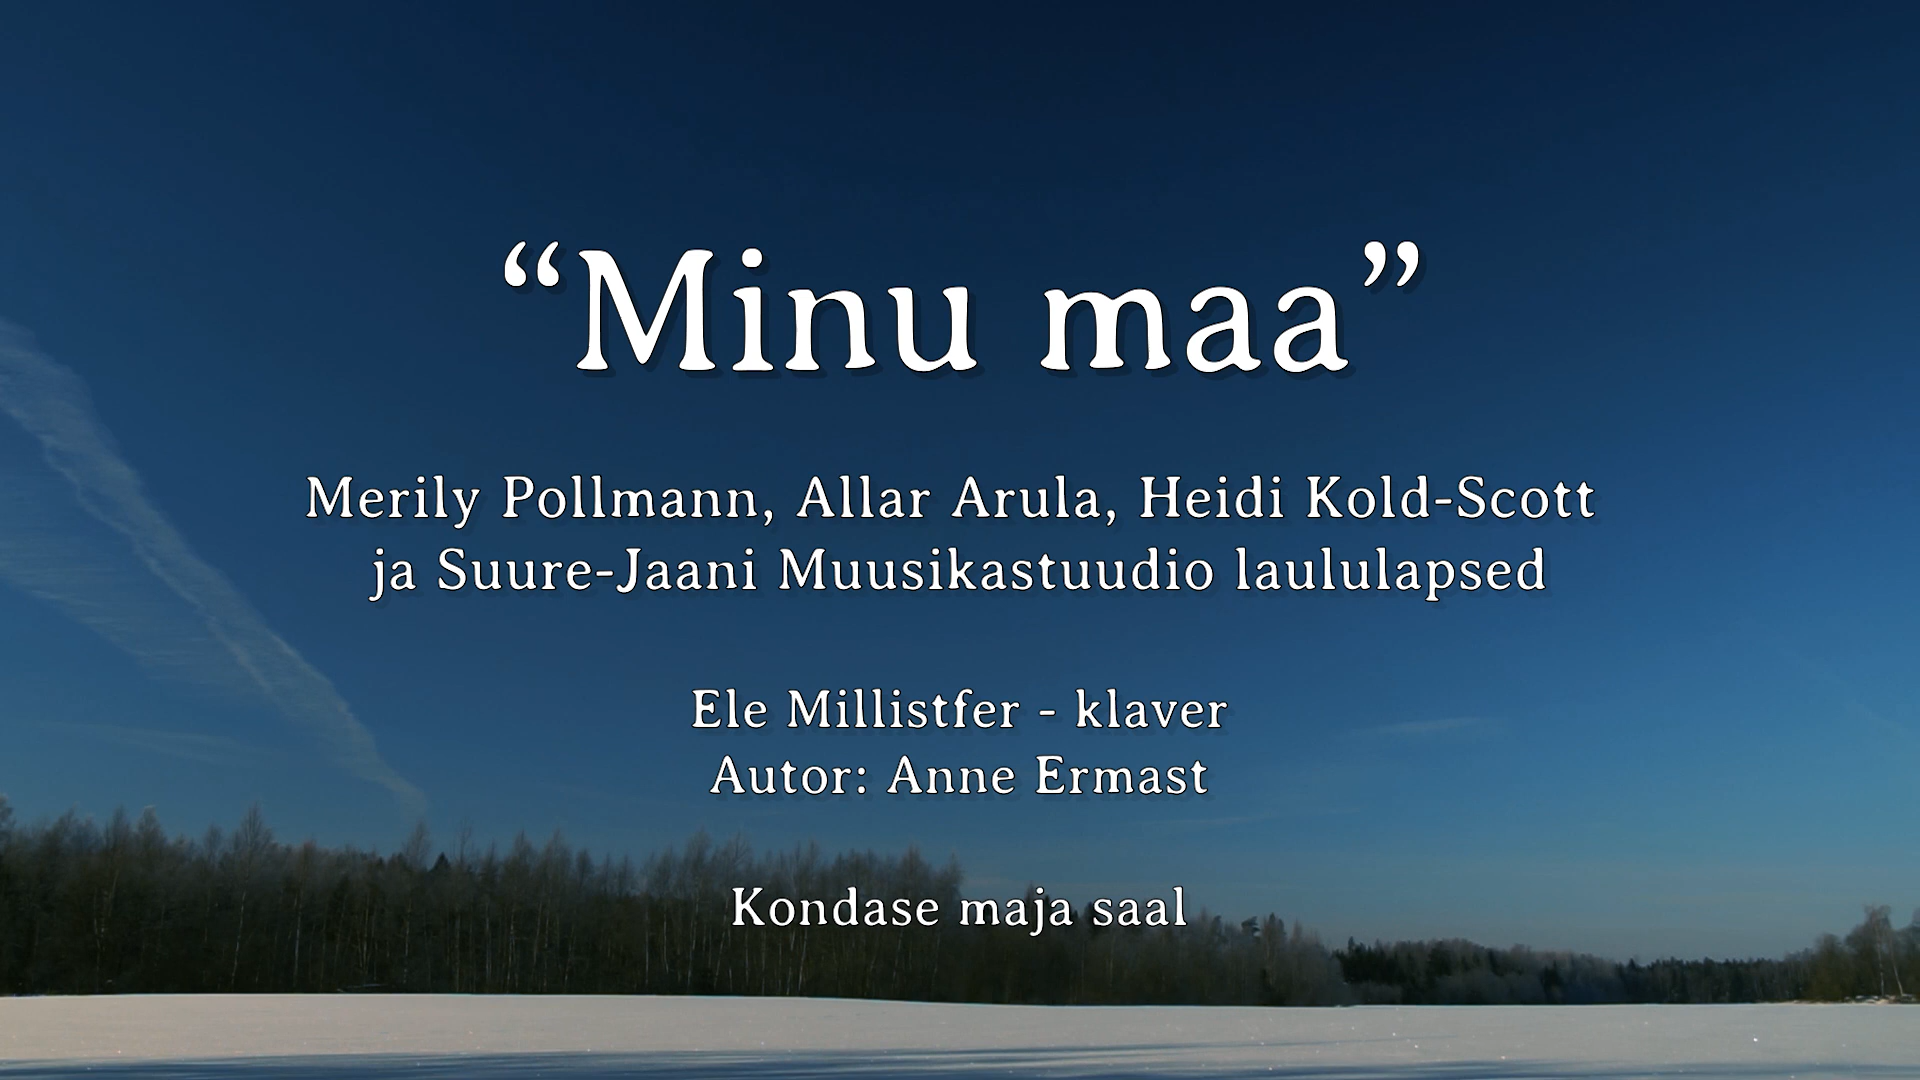 “Minu maa”
Merily Pollmann, Allar Arula, Heidi Kold-Scott
ja Suure-Jaani Muusikastuudio laululapsed
Ele Millistfer - klaver
Autor: Anne Ermast
Kondase maja saal